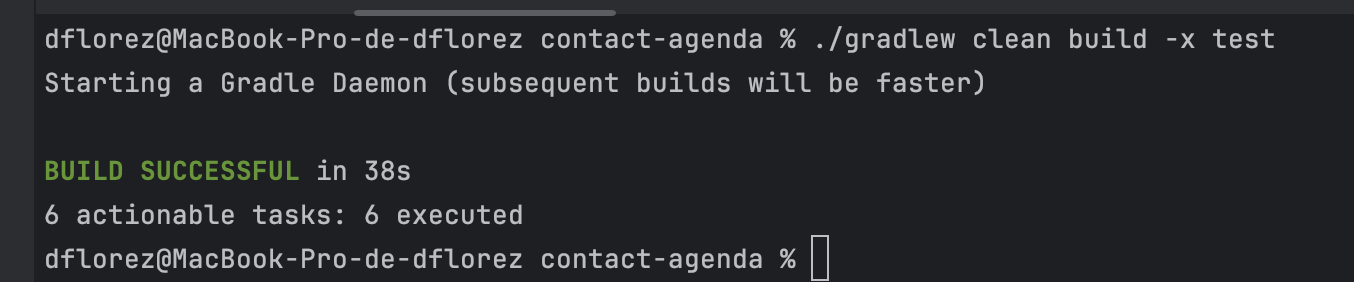 dflorez@MacBook-Pro-de-dflorez contact-agenda % ./gradlew clean build -x test
Starting a Gradle Daemon (subsequent builds will be faster)
BUILD SUCCESSFUL in 38s
6 actionable tasks: 6 executed
dflorez@MacBook-Pro-de-dflorez contact-agenda %